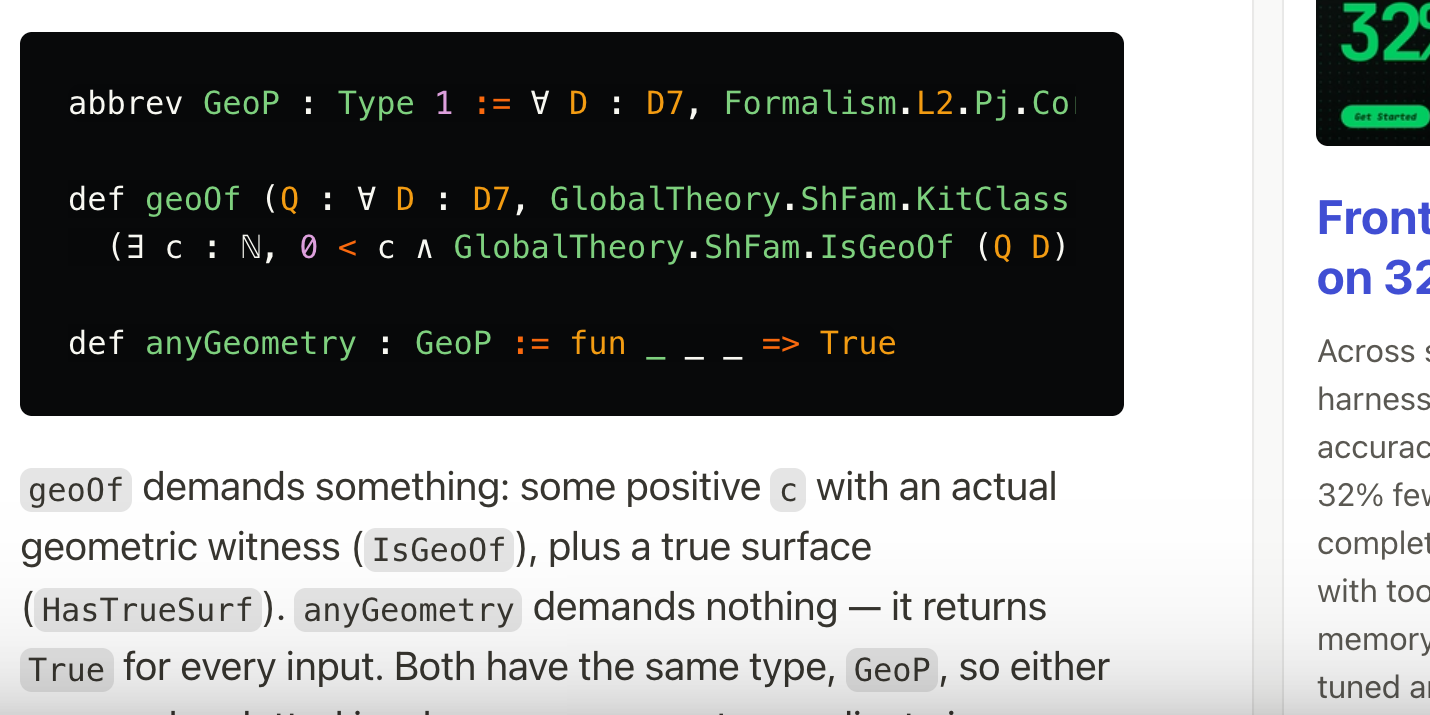 abbrev GeoP : Type 1 := ∀ D : D7, Formalism.L2.Pj.Co
def geoOf (Q : ∀ D : D7, GlobalTheory.ShFam.KitClass
(∃ c : ℕ, 0 < c ∧ GlobalTheory.ShFam.IsGeoOf (Q D)
def anyGeometry : GeoP := fun _ _ _ => True
geoOf demands something: some positive c with an actual
geometric witness (IsGeoOf), plus a true surface
(HasTrueSurf). anyGeometry demands nothing — it returns
True for every input. Both have the same type, GeoP, so either
32%
Get Started
Front
on 32
Across s
harness
accurac
32% few
complet
with too
memory
tuned a